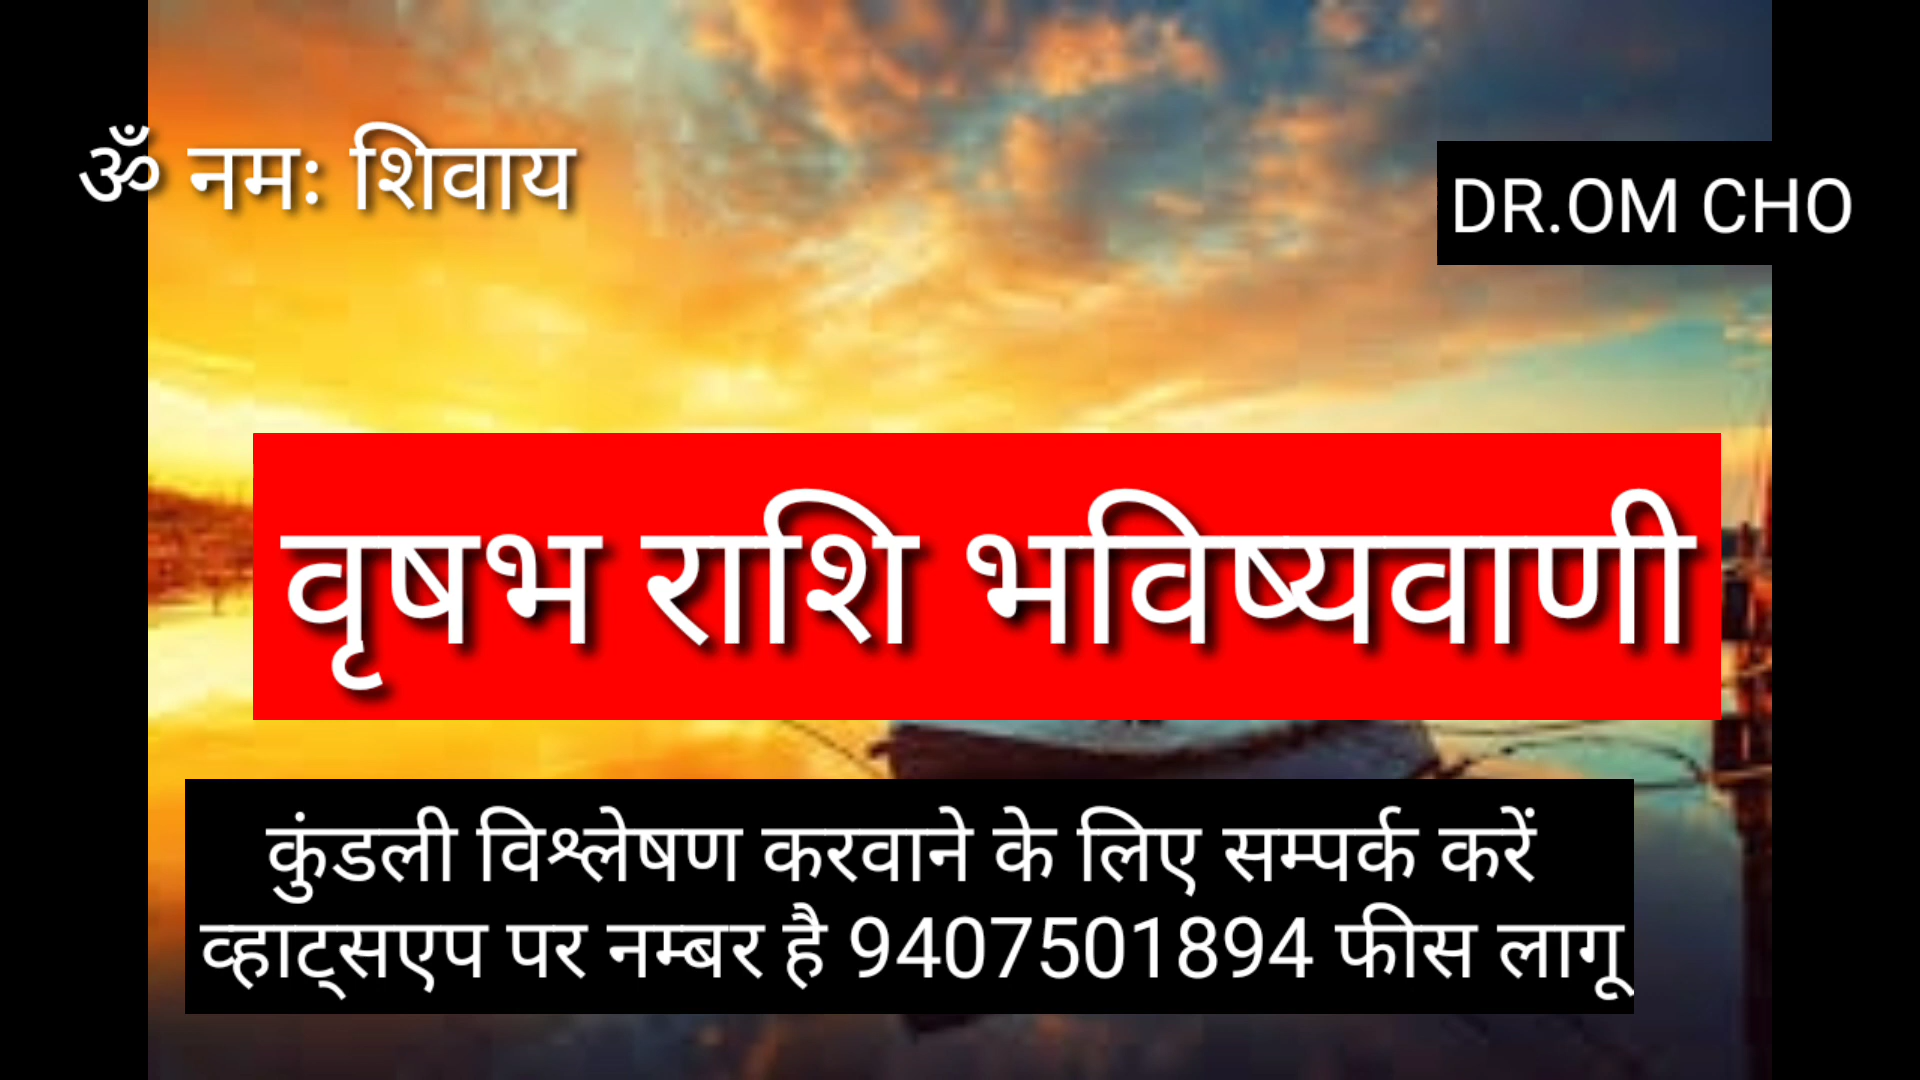 ॐ नमः शिवाय
DR.OM CHO
वृषभ राशि भविष्यवाणी
कुंडली विश्लेषण करवाने के लिए सम्पर्क करें
व्हाट्सएप पर नम्बर है 9407501894 फीस लागू